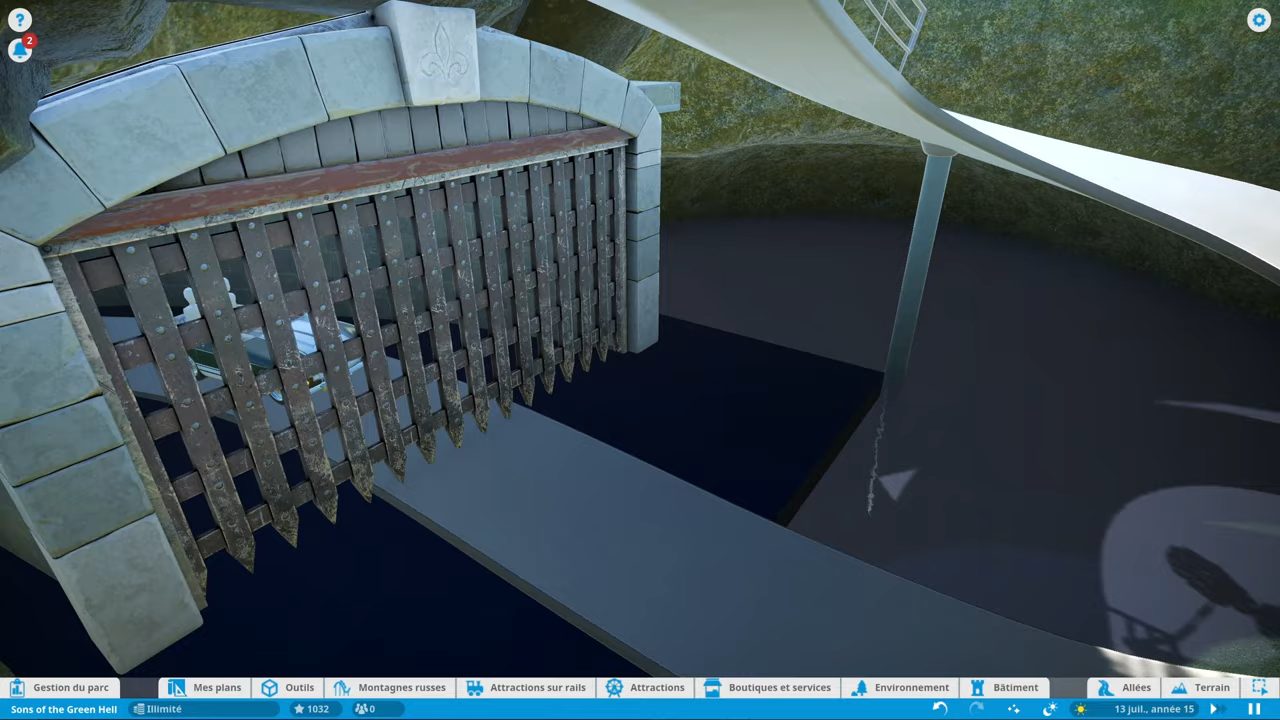 ?
2
Gestion du parc
Mes plans
Outils
Montagnes russes
Attractions sur rails
Attractions
Boutiques et services
Environnement
Bâtiment
Allées
Terrain
Sons of the Green Hell
Illimité
1032
0
13 juil., année 15